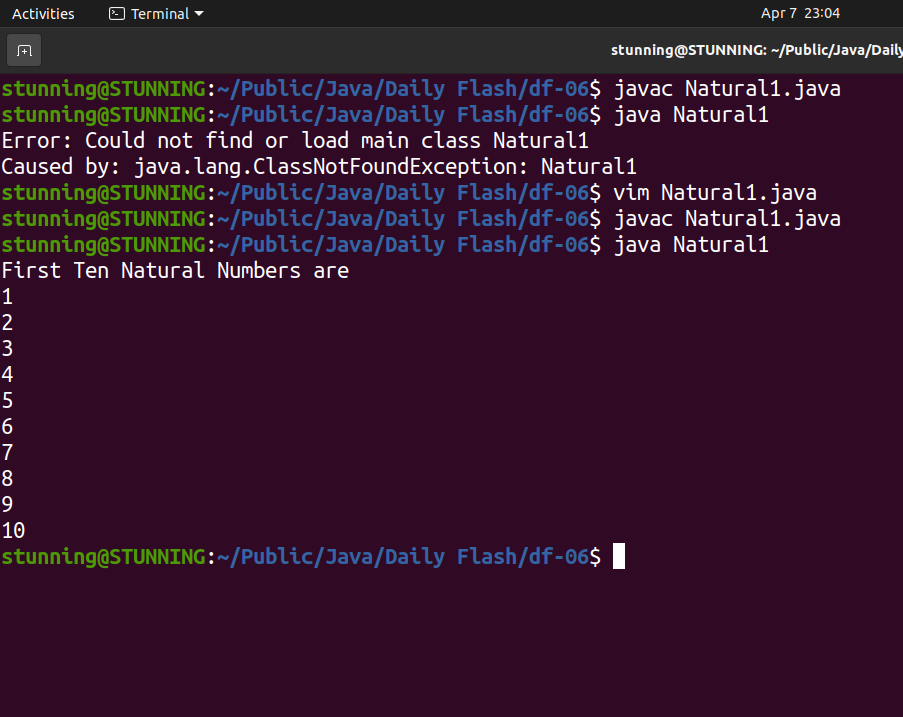 Activities Terminal Apr 7 23:04
stunning@STUNNING: ~/Public/Java/Daily
stunning@STUNNING:~/Public/Java/Daily Flash/df-06$ javac Natural1.java
stunning@STUNNING:~/Public/Java/Daily Flash/df-06$ java Natural1
Error: Could not find or load main class Natural1
Caused by: java.lang.ClassNotFoundException: Natural1
stunning@STUNNING:~/Public/Java/Daily Flash/df-06$ vim Natural1.java
stunning@STUNNING:~/Public/Java/Daily Flash/df-06$ javac Natural1.java
stunning@STUNNING:~/Public/Java/Daily Flash/df-06$ java Natural1
First Ten Natural Numbers are
1
2
3
4
5
6
7
8
9
10
stunning@STUNNING:~/Public/Java/Daily Flash/df-06$